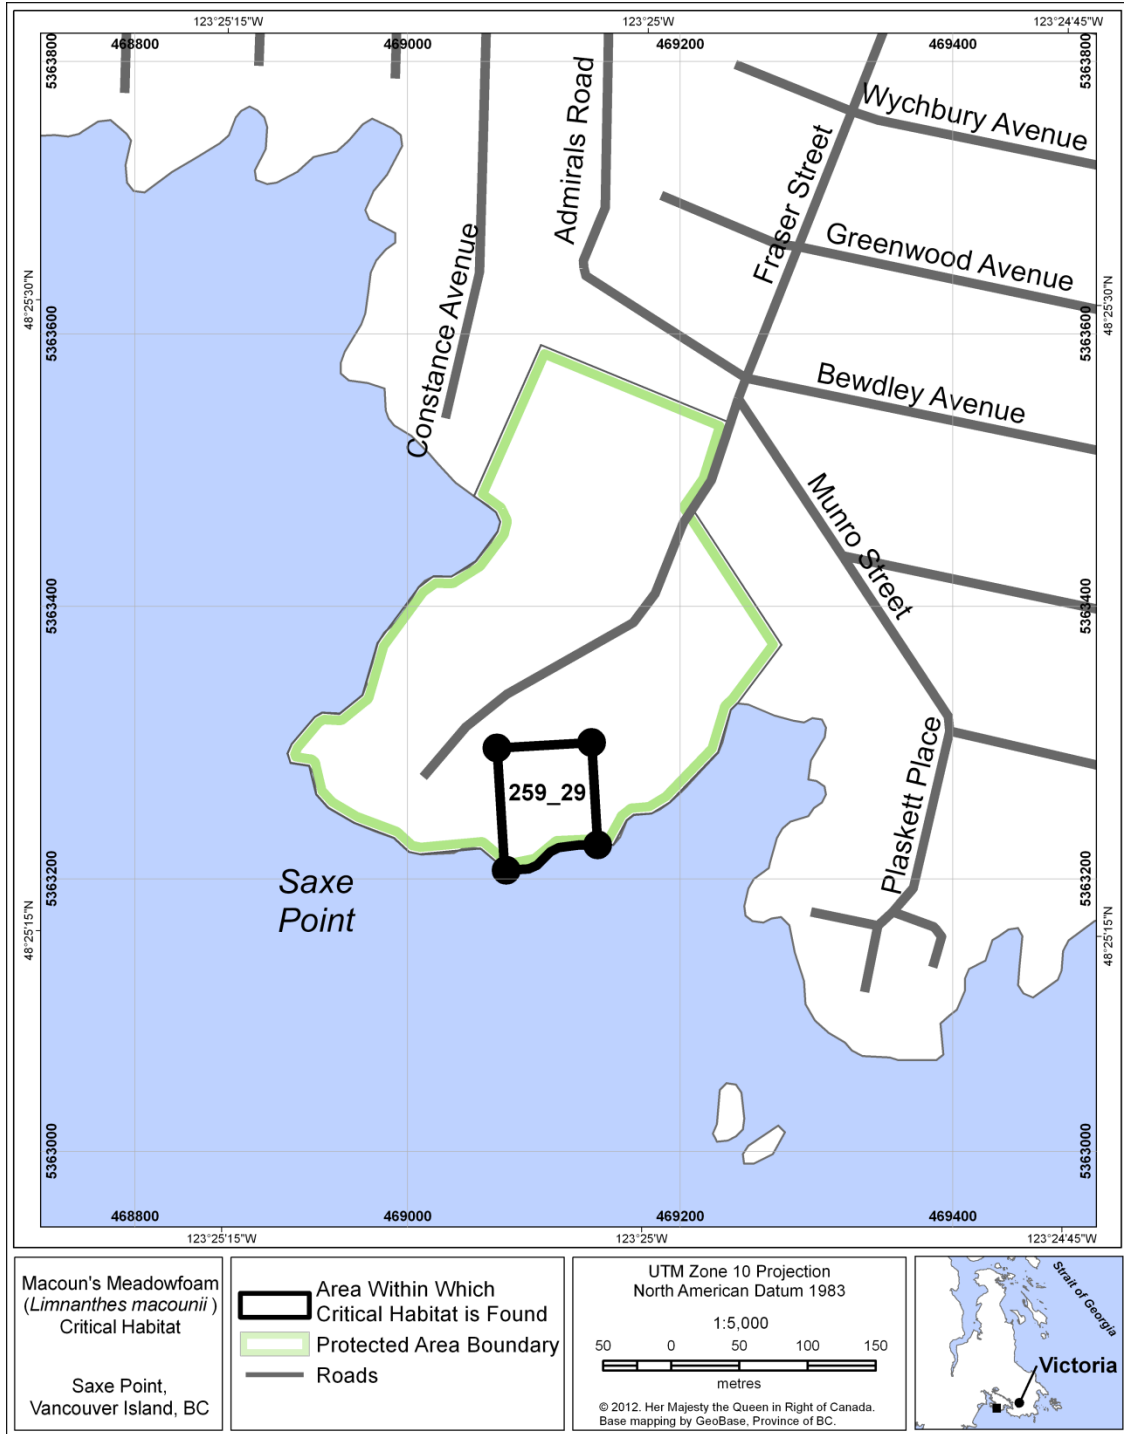 123°25'15"W
123°25'W
123°24'45"W
468800
469000
469200
469400
5363800
5363800
Wychbury Avenue
Admirals Road
Fraser Street
Greenwood Avenue
Constance Avenue
48°25'30"N
48°25'30"N
5363600
5363600
Bewdley Avenue
Munro Street
5363400
5363400
Plaskett Place
259_29
Saxe
Point
5363200
5363200
48°25'15"N
48°25'15"N
5363000
5363000
468800
469000
469200
469400
123°25'15"W
123°25'W
123°24'45"W
Macoun's Meadowfoam
(Limnanthes macounii )
Critical Habitat
Saxe Point,
Vancouver Island, BC
Area Within Which
Critical Habitat is Found
Protected Area Boundary
Roads
UTM Zone 10 Projection
North American Datum 1983
1:5,000
50 0 50 100 150
metres
© 2012. Her Majesty the Queen in Right of Canada.
Base mapping by GeoBase, Province of BC.
Strait of Georgia
Victoria